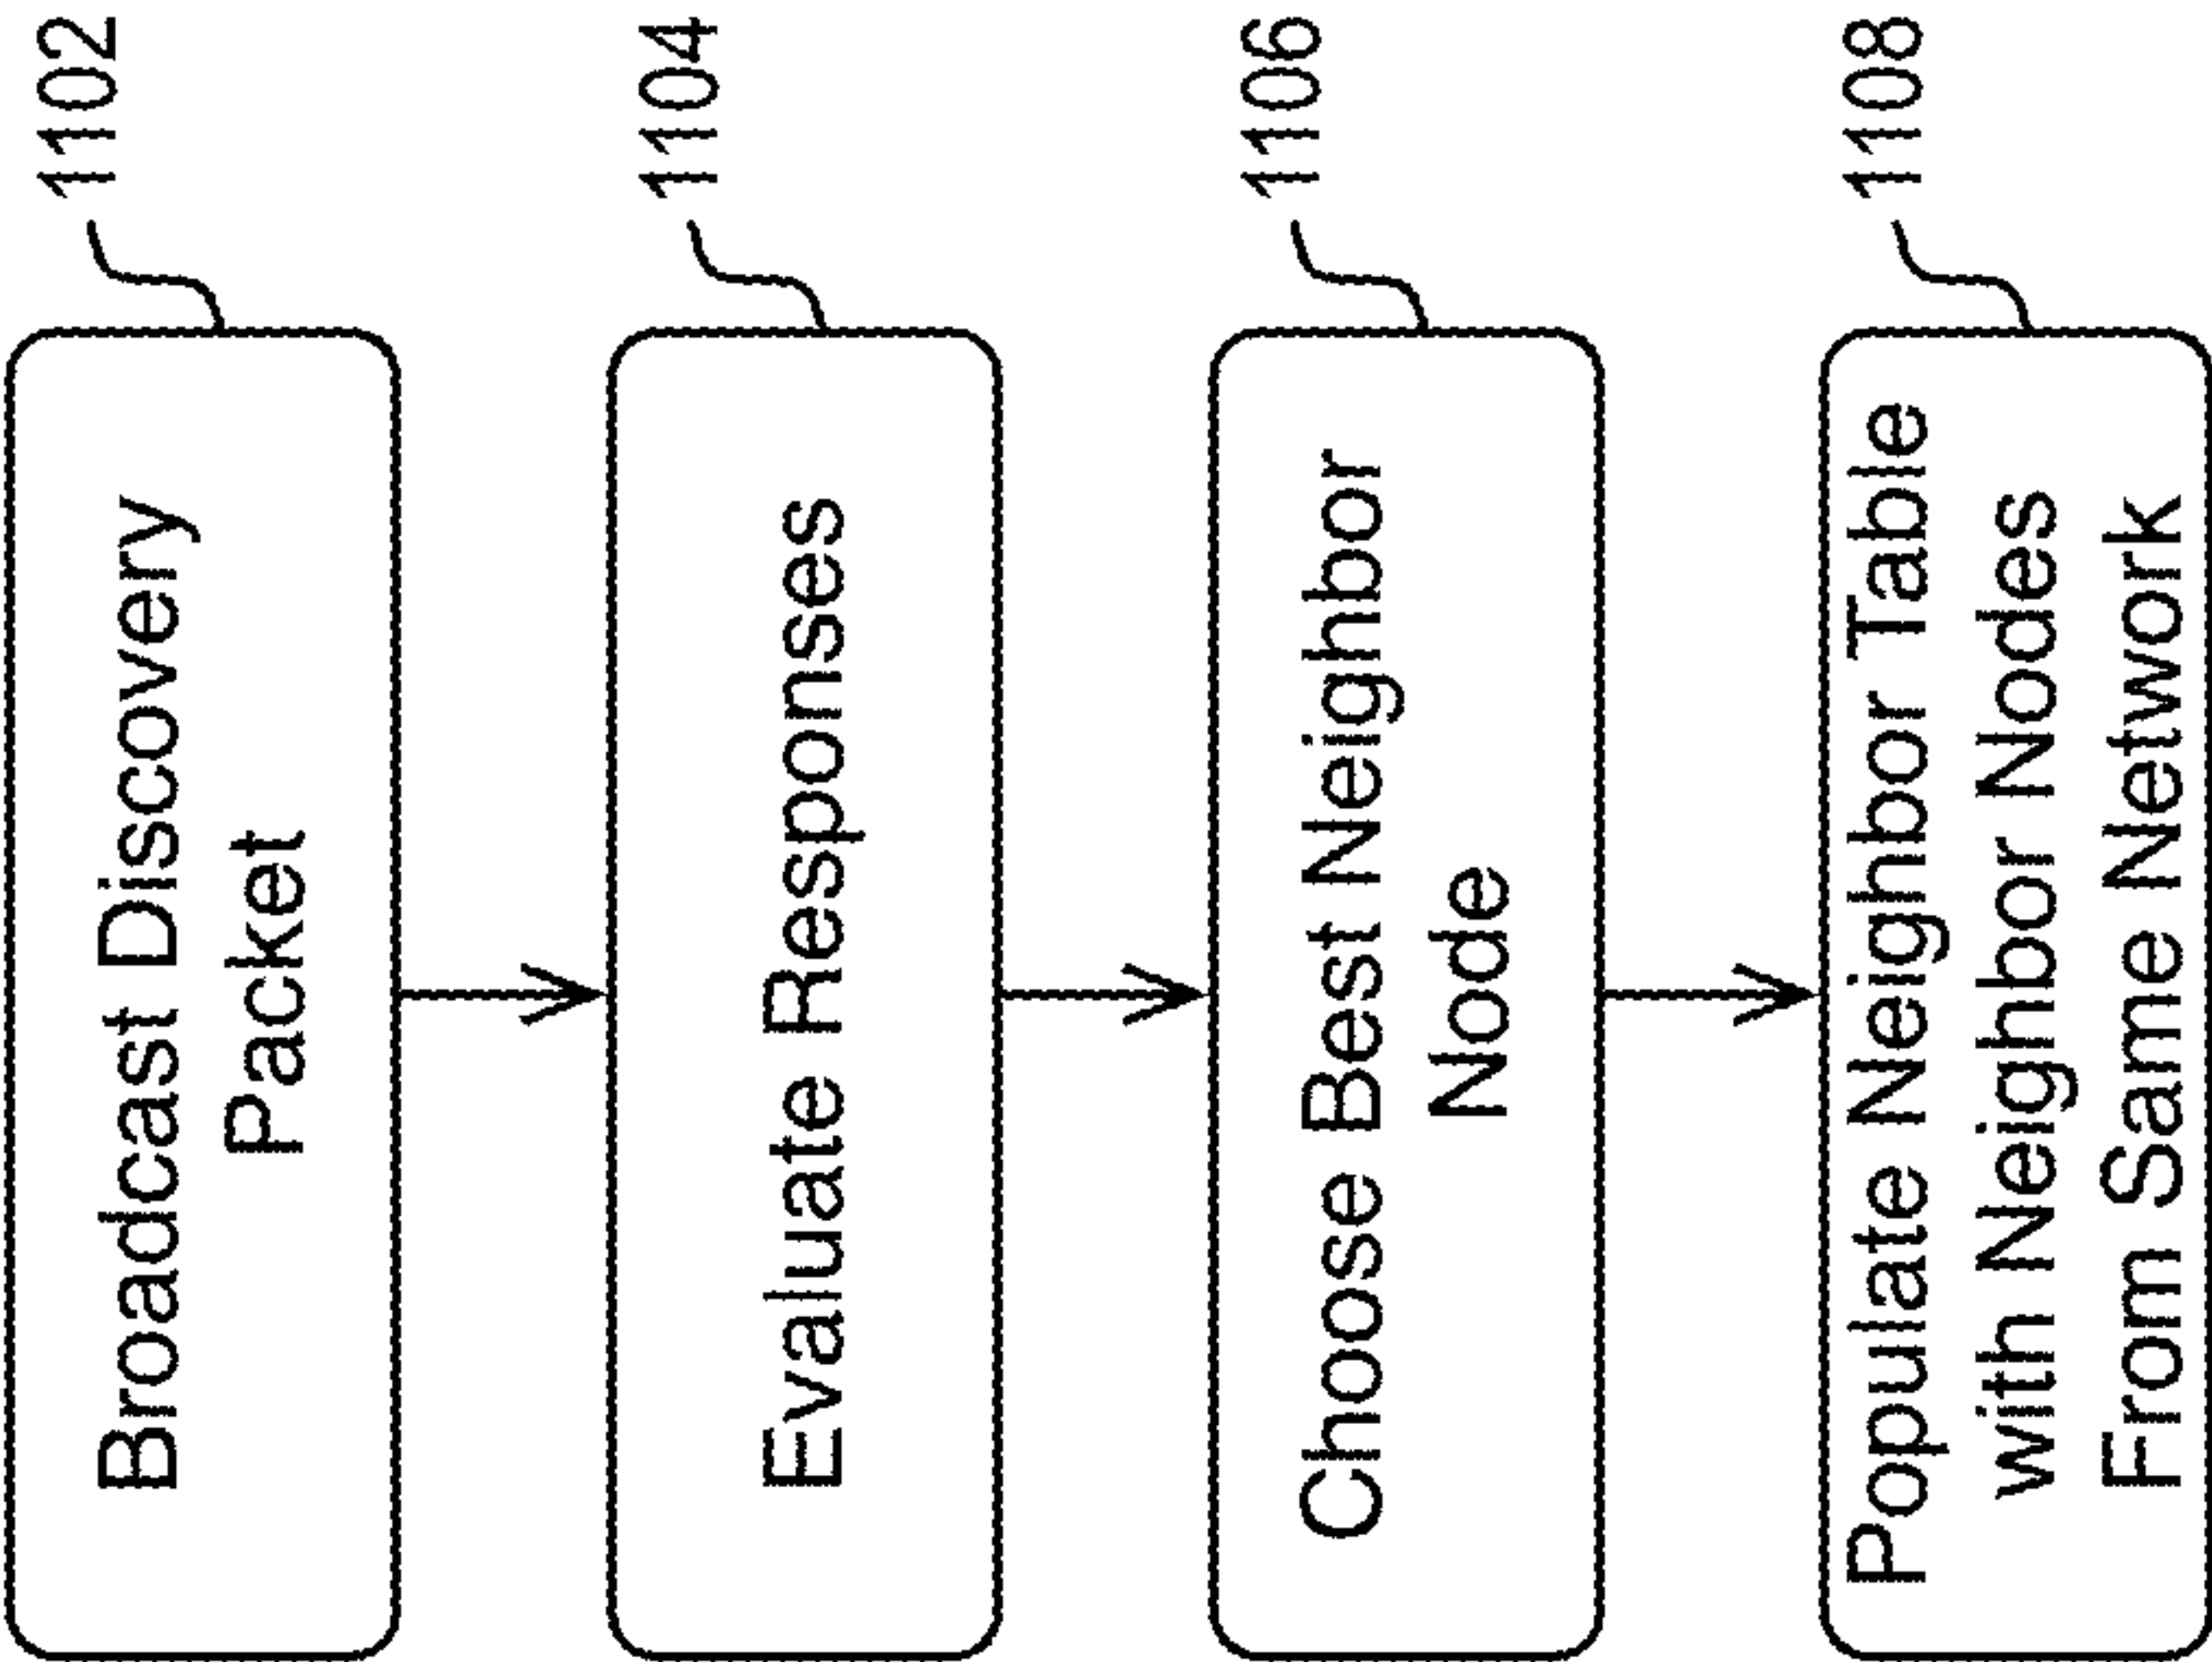 1102
Broadcast Discovery
Packet
1104
Evaluate Responses
1106
Choose Best Neighbor
Node
1108
Populate Neighbor Table
with Neighbor Nodes
From Same Network